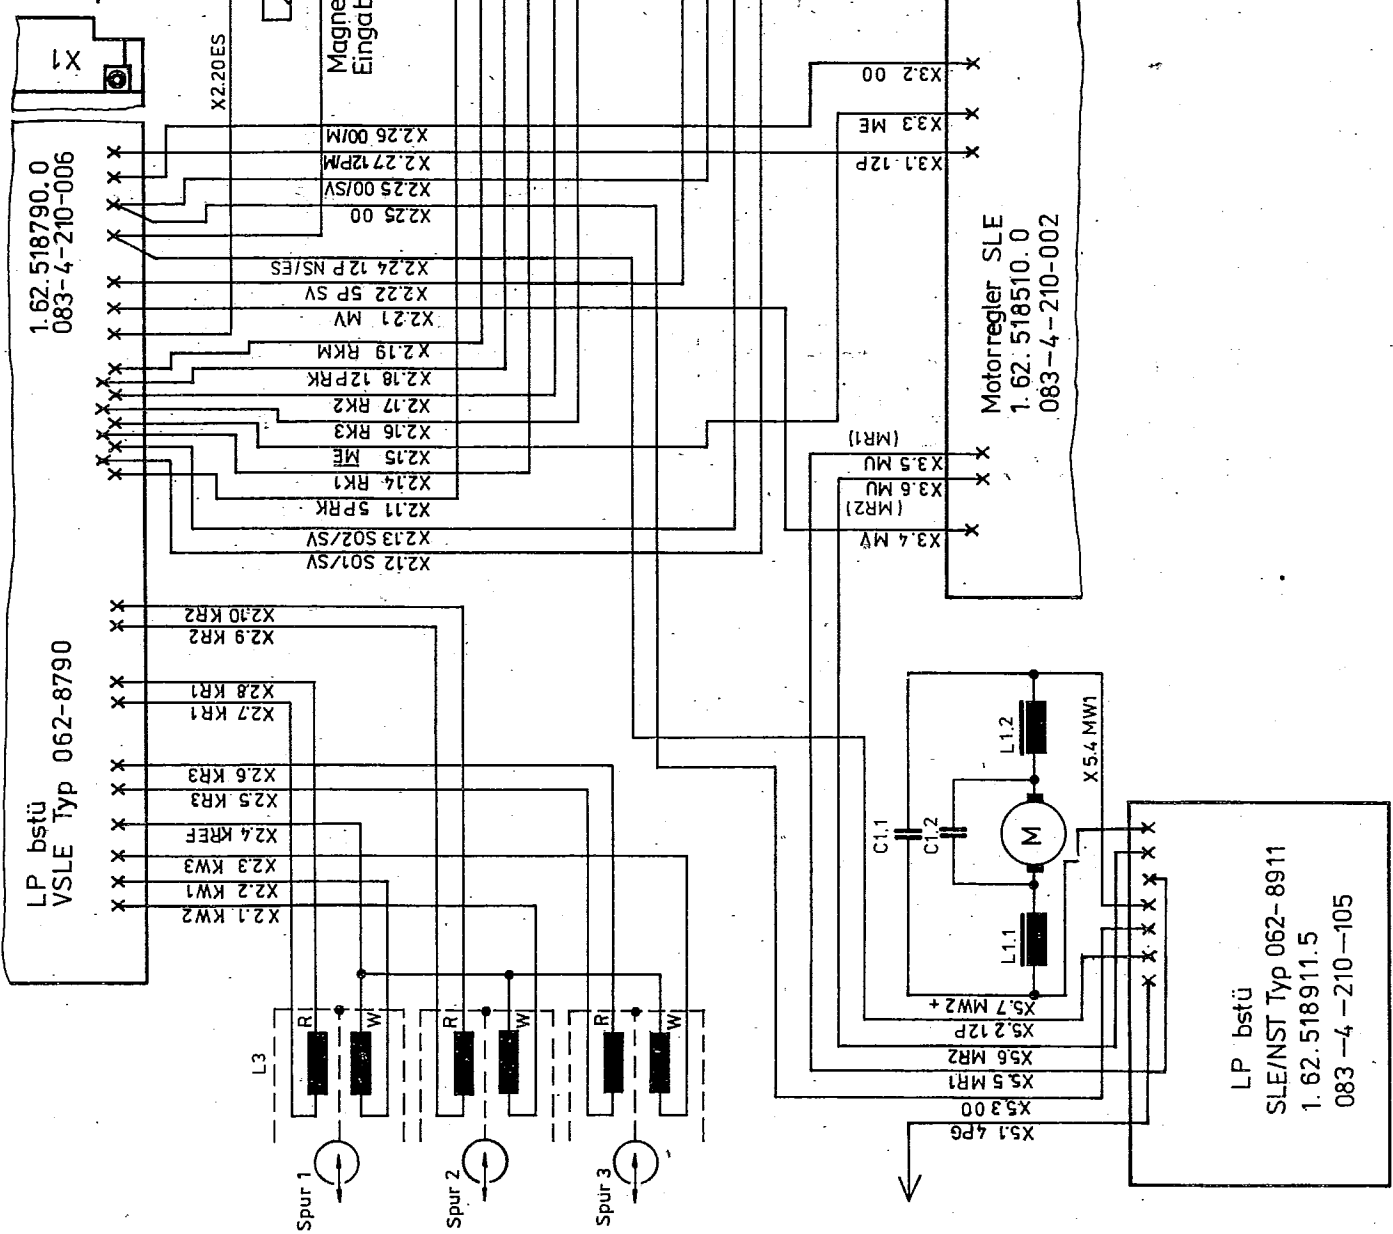 X1
X2.20ES
Magne
Eingab
1.62.518790.0
083-4-210-006
LP bstü
VSLE Typ 062-8790
X2.26 00/M
X2.27 12P/M
X2.25 00/SV
X2.25 00
X2.24 12P NS/ES
X2.22 5P SV
X2.21 MV
X2.19 RKM
X2.18 12PRK
X2.17 RK2
X2.16 RK3
X2.15 ME
X2.14 RK1
X2.11 5PRK
X2.13 SO2/SV
X2.12 SO1/SV
X2.10 KR2
X2.9 KR2
X2.8 KR1
X2.7 KR1
X2.6 KR3
X2.5 KR3
X2.4 KREF
X2.3 KW3
X2.2 KW1
X2.1 KW2
X3.2 00
X3.3 ME
X3.1 12P
Motorregler SLE
1.62.518510.0
083-4-210-002
(MR1)
X3.5 MU
X3.6 MU
(MR2)
X3.4 MV
L1.2
X5.4 MW1
C1.1
C1.2
M
L1.1
X5.7 MW2+
X5.2 12P
X5.6 MR2
X5.5 MR1
X5.3 00
X5.1 4PG
LP bstü
SLE/NST Typ 062-8911
1.62.518911.5
083-4-210-105
L3
R
W
R
W
R
W
Spur 1
Spur 2
Spur 3